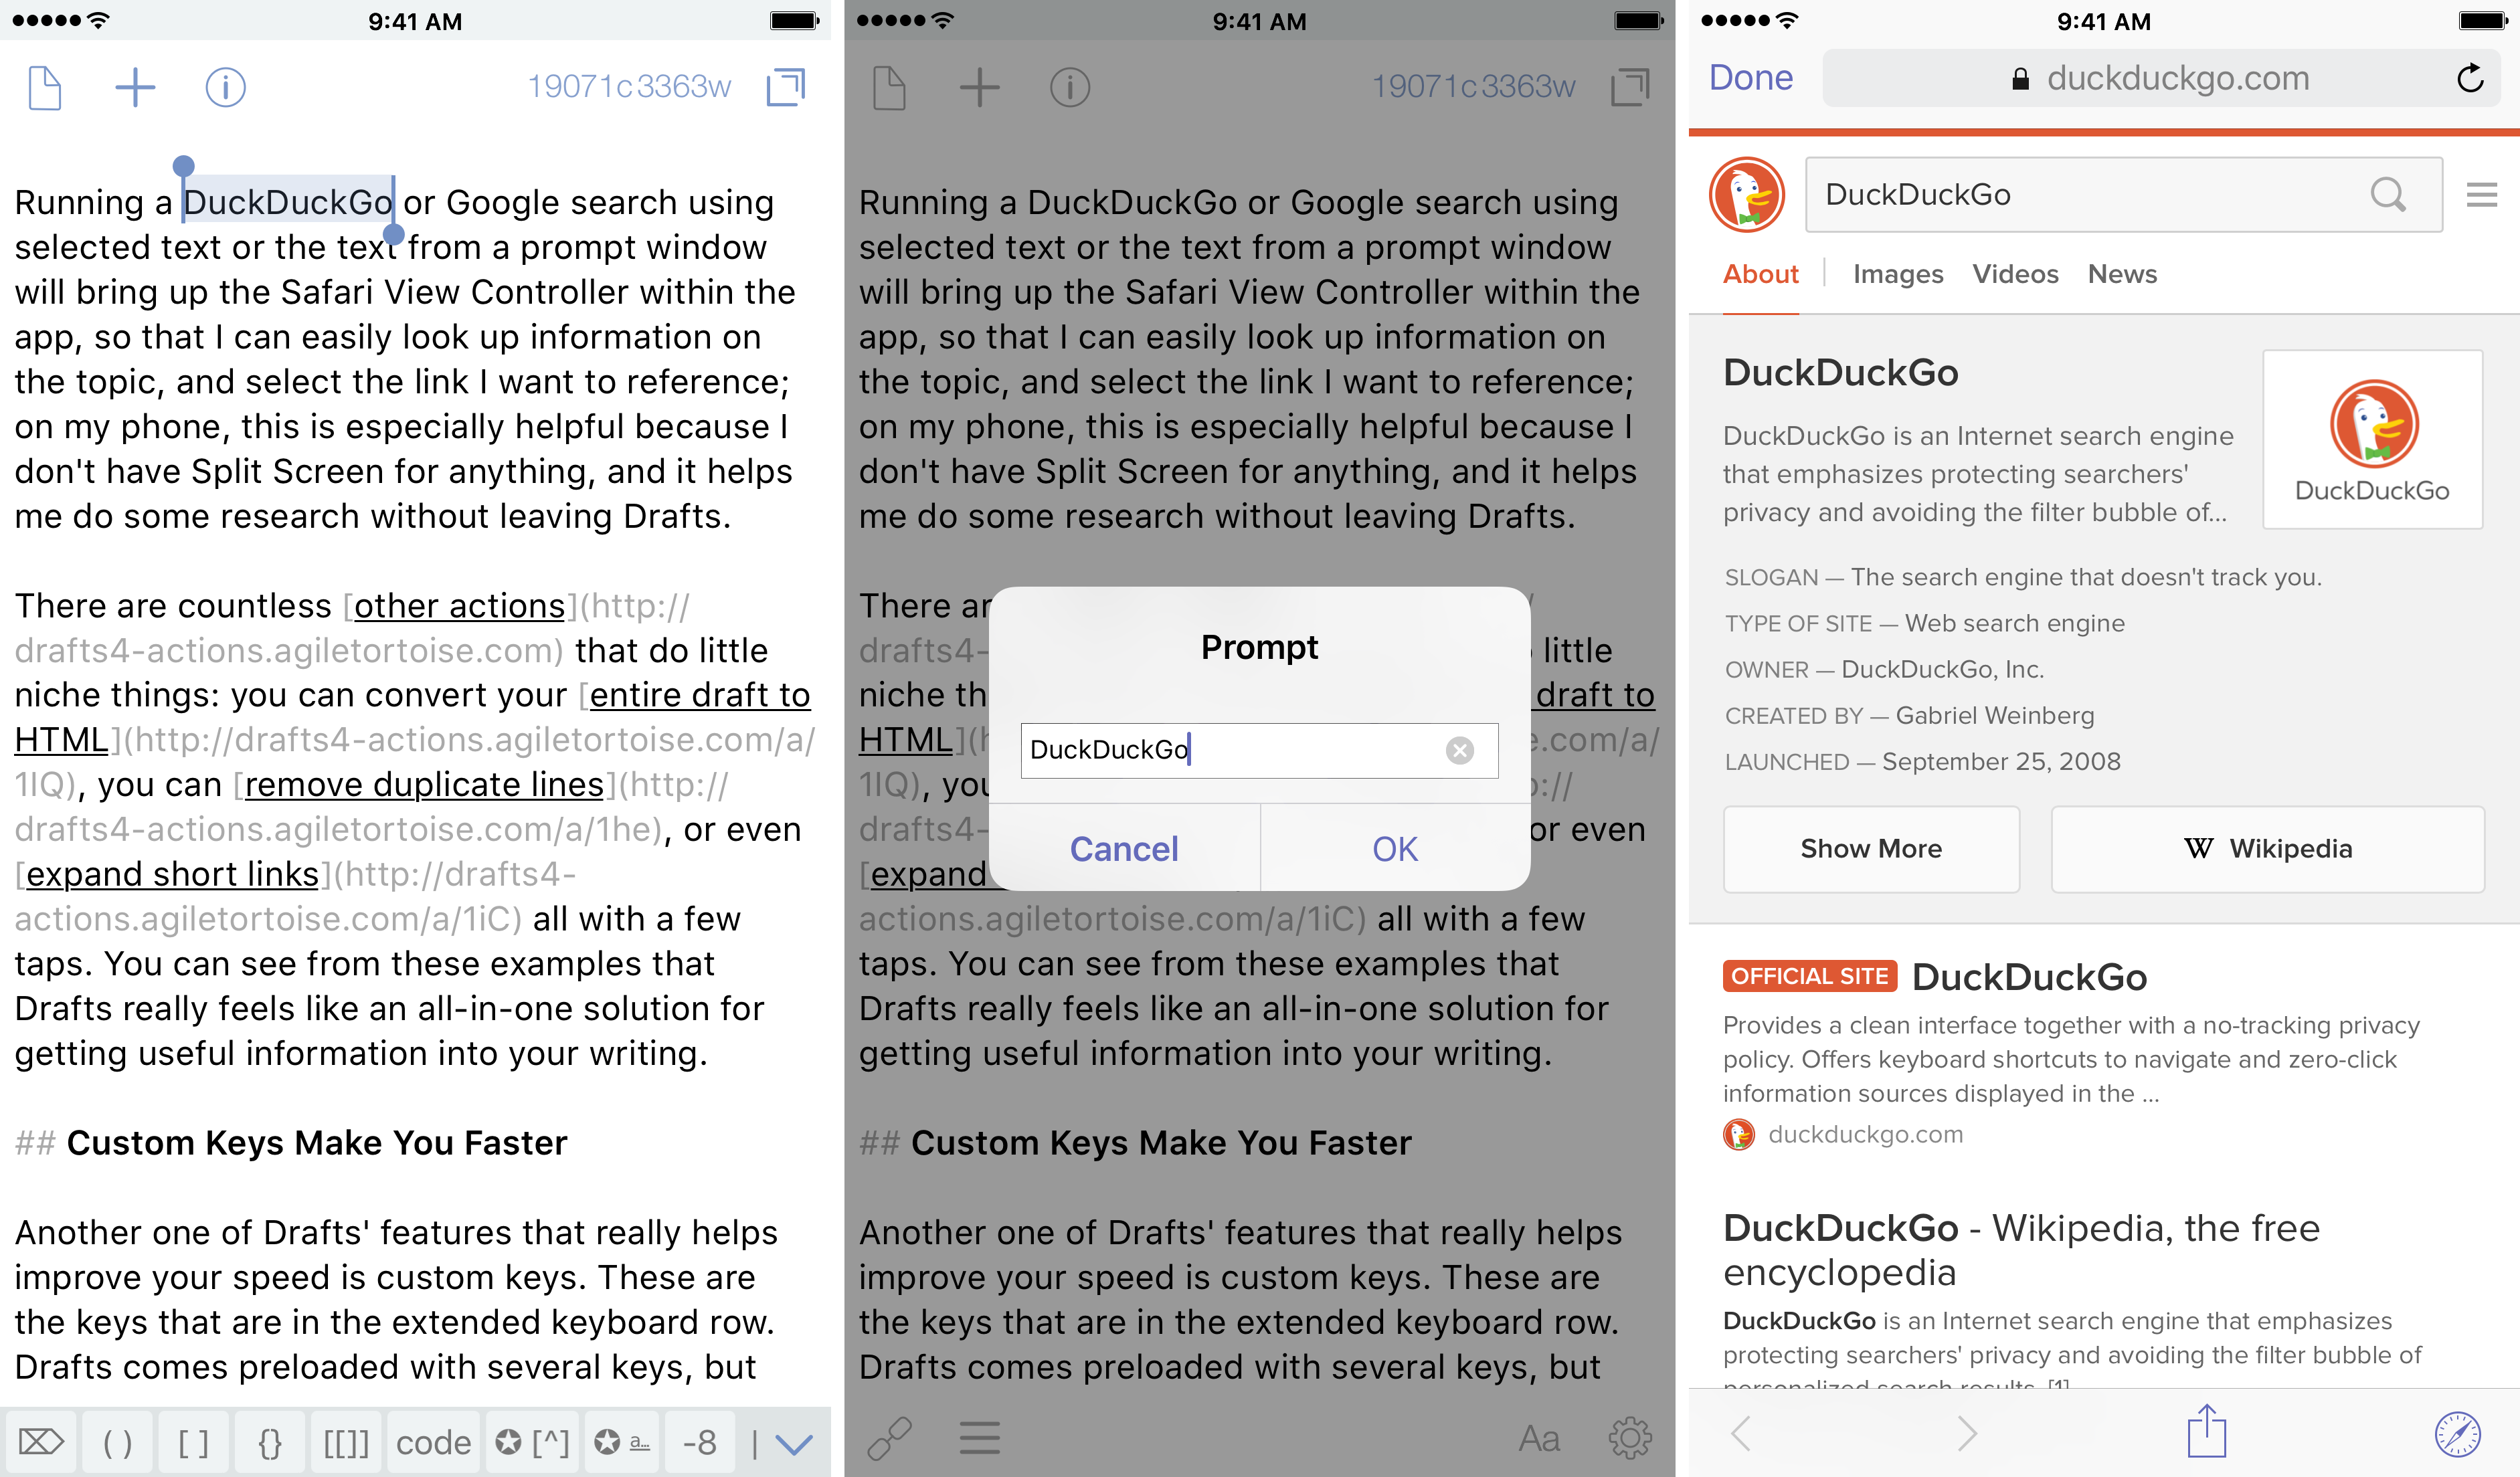 9:41 AM
19071c3363w
Running a DuckDuckGo or Google search using
selected text or the text from a prompt window
will bring up the Safari View Controller within the
app, so that I can easily look up information on
the topic, and select the link I want to reference;
on my phone, this is especially helpful because I
don't have Split Screen for anything, and it helps
me do some research without leaving Drafts.
There are countless [other actions](http://
drafts4-actions.agiletortoise.com) that do little
niche things: you can convert your [entire draft to
HTML](http://drafts4-actions.agiletortoise.com/a/
1IQ), you can [remove duplicate lines](http://
drafts4-actions.agiletortoise.com/a/1he), or even
[expand short links](http://drafts4-
actions.agiletortoise.com/a/1iC) all with a few
taps. You can see from these examples that
Drafts really feels like an all-in-one solution for
getting useful information into your writing.
## Custom Keys Make You Faster
Another one of Drafts' features that really helps
improve your speed is custom keys. These are
the keys that are in the extended keyboard row.
Drafts comes preloaded with several keys, but
( ) [ ] {} [[]] code ✪ [^] ✪ a... -8 |
9:41 AM
19071c3363w
Running a DuckDuckGo or Google search using
selected text or the text from a prompt window
will bring up the Safari View Controller within the
app, so that I can easily look up information on
the topic, and select the link I want to reference;
on my phone, this is especially helpful because I
don't have Split Screen for anything, and it helps
me do some research without leaving Drafts.
There ar
drafts4- little
niche th draft to
HTML](h e.com/a/
1IQ), you ://
drafts4- or even
[expand
actions.agiletortoise.com/a/1iC) all with a few
taps. You can see from these examples that
Drafts really feels like an all-in-one solution for
getting useful information into your writing.
## Custom Keys Make You Faster
Another one of Drafts' features that really helps
improve your speed is custom keys. These are
the keys that are in the extended keyboard row.
Drafts comes preloaded with several keys, but
Aa
Prompt
DuckDuckGo
Cancel OK
9:41 AM
Done duckduckgo.com
DuckDuckGo
About Images Videos News
DuckDuckGo
DuckDuckGo is an Internet search engine
that emphasizes protecting searchers'
privacy and avoiding the filter bubble of...
DuckDuckGo
SLOGAN — The search engine that doesn't track you.
TYPE OF SITE — Web search engine
OWNER — DuckDuckGo, Inc.
CREATED BY — Gabriel Weinberg
LAUNCHED — September 25, 2008
Show More W Wikipedia
OFFICIAL SITE DuckDuckGo
Provides a clean interface together with a no-tracking privacy
policy. Offers keyboard shortcuts to navigate and zero-click
information sources displayed in the ...
duckduckgo.com
DuckDuckGo - Wikipedia, the free
encyclopedia
DuckDuckGo is an Internet search engine that emphasizes
protecting searchers' privacy and avoiding the filter bubble of
personalized search results. [1]